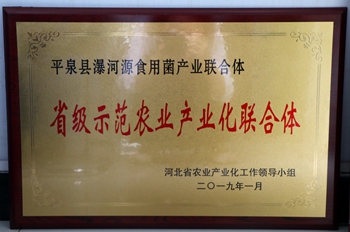 平泉县瀑河源食用菌产业联合体
省级示范农业产业化联合体
河北省农业产业化工作领导小组
二〇一九年一月